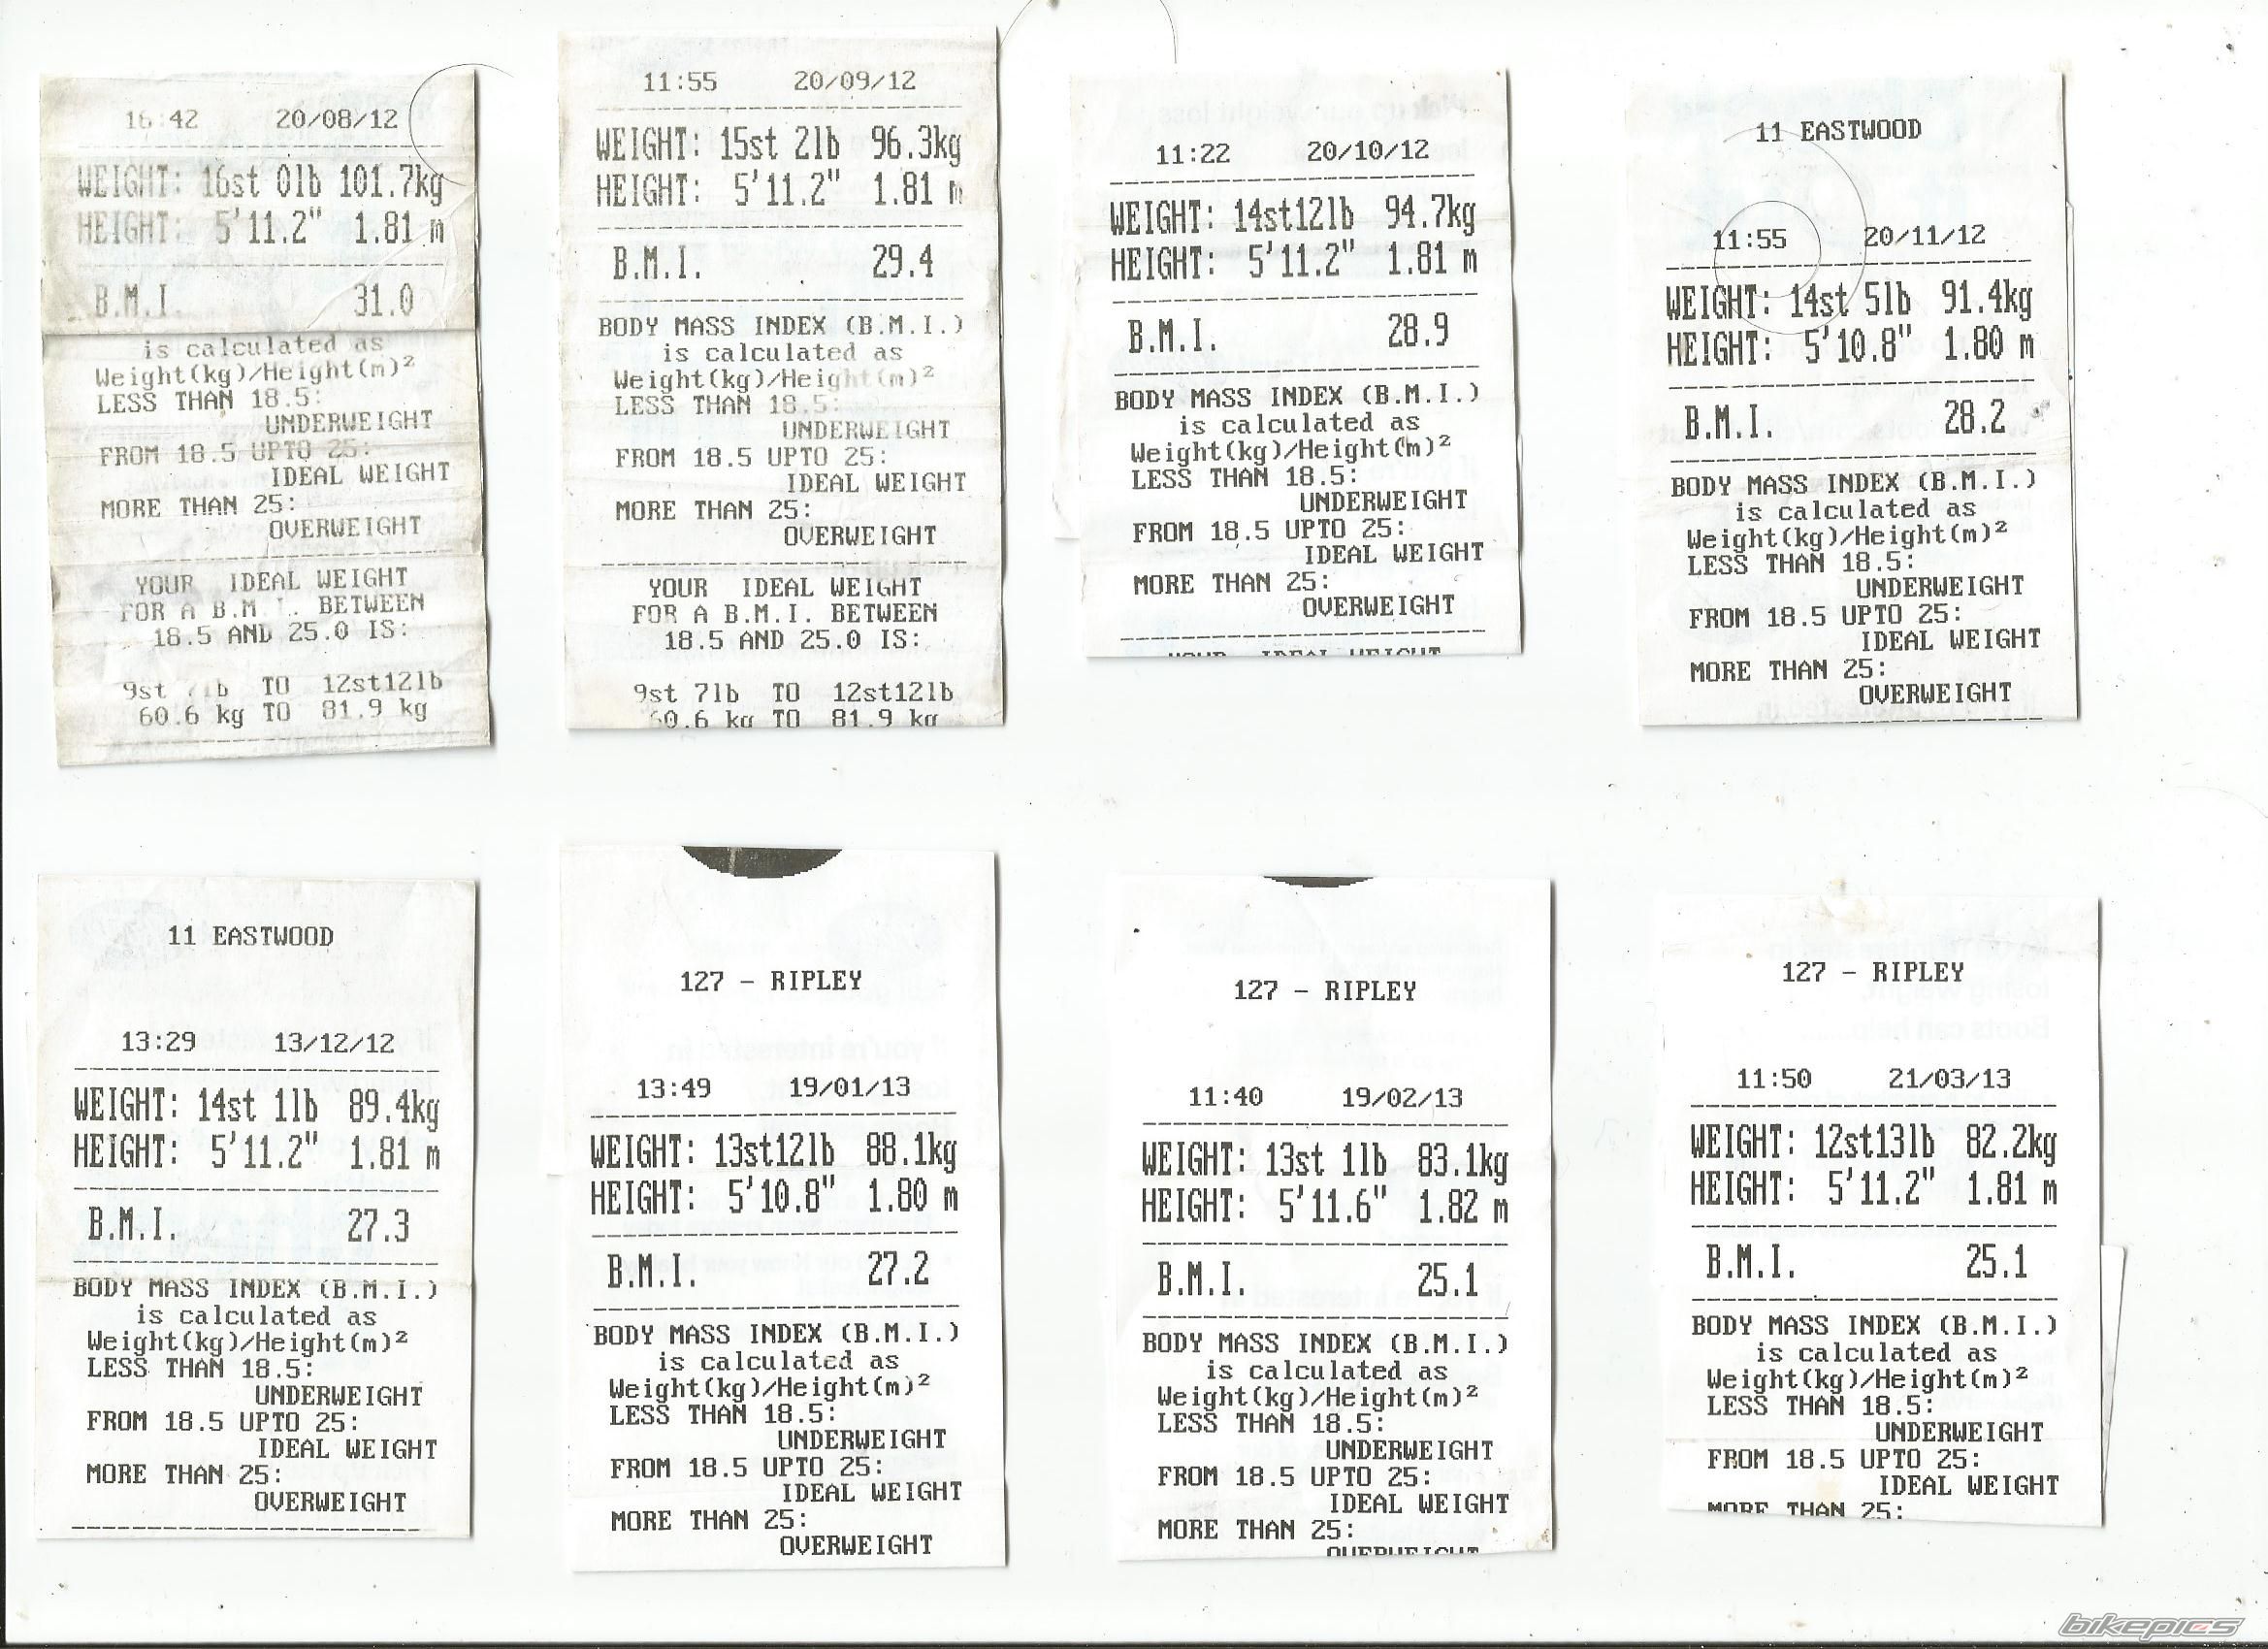 16:42 20/08/12
WEIGHT: 16st 0lb 101.7kg
HEIGHT: 5'11.2" 1.81 m
B.M.I. 31.0
is calculated as
Weight(kg)/Height(m)²
LESS THAN 18.5:
UNDERWEIGHT
FROM 18.5 UPTO 25:
IDEAL WEIGHT
MORE THAN 25:
OVERWEIGHT
YOUR IDEAL WEIGHT
FOR A B.M.I. BETWEEN
18.5 AND 25.0 IS:
9st 7lb TO 12st12lb
60.6 kg TO 81.9 kg
11:55 20/09/12
WEIGHT: 15st 2lb 96.3kg
HEIGHT: 5'11.2" 1.81 m
B.M.I. 29.4
BODY MASS INDEX (B.M.I.)
is calculated as
Weight(kg)/Height(m)²
LESS THAN 18.5:
UNDERWEIGHT
FROM 18.5 UPTO 25:
IDEAL WEIGHT
MORE THAN 25:
OVERWEIGHT
YOUR IDEAL WEIGHT
FOR A B.M.I. BETWEEN
18.5 AND 25.0 IS:
9st 7lb TO 12st12lb
60.6 kg TO 81.9 kg
11:22 20/10/12
WEIGHT: 14st12lb 94.7kg
HEIGHT: 5'11.2" 1.81 m
B.M.I. 28.9
BODY MASS INDEX (B.M.I.)
is calculated as
Weight(kg)/Height(m)²
LESS THAN 18.5:
UNDERWEIGHT
FROM 18.5 UPTO 25:
IDEAL WEIGHT
MORE THAN 25:
OVERWEIGHT
YOUR IDEAL WEIGHT
11 EASTWOOD
11:55 20/11/12
WEIGHT: 14st 5lb 91.4kg
HEIGHT: 5'10.8" 1.80 m
B.M.I. 28.2
BODY MASS INDEX (B.M.I.)
is calculated as
Weight(kg)/Height(m)²
LESS THAN 18.5:
UNDERWEIGHT
FROM 18.5 UPTO 25:
IDEAL WEIGHT
MORE THAN 25:
OVERWEIGHT
11 EASTWOOD
13:29 13/12/12
WEIGHT: 14st 1lb 89.4kg
HEIGHT: 5'11.2" 1.81 m
B.M.I. 27.3
BODY MASS INDEX (B.M.I.)
is calculated as
Weight(kg)/Height(m)²
LESS THAN 18.5:
UNDERWEIGHT
FROM 18.5 UPTO 25:
IDEAL WEIGHT
MORE THAN 25:
OVERWEIGHT
127 - RIPLEY
13:49 19/01/13
WEIGHT: 13st12lb 88.1kg
HEIGHT: 5'10.8" 1.80 m
B.M.I. 27.2
BODY MASS INDEX (B.M.I.)
is calculated as
Weight(kg)/Height(m)²
LESS THAN 18.5:
UNDERWEIGHT
FROM 18.5 UPTO 25:
IDEAL WEIGHT
MORE THAN 25:
OVERWEIGHT
127 - RIPLEY
11:40 19/02/13
WEIGHT: 13st 1lb 83.1kg
HEIGHT: 5'11.6" 1.82 m
B.M.I. 25.1
BODY MASS INDEX (B.M.I.)
is calculated as
Weight(kg)/Height(m)²
LESS THAN 18.5:
UNDERWEIGHT
FROM 18.5 UPTO 25:
IDEAL WEIGHT
MORE THAN 25:
OVERWEIGHT
127 - RIPLEY
11:50 21/03/13
WEIGHT: 12st13lb 82.2kg
HEIGHT: 5'11.2" 1.81 m
B.M.I. 25.1
BODY MASS INDEX (B.M.I.)
is calculated as
Weight(kg)/Height(m)²
LESS THAN 18.5:
UNDERWEIGHT
FROM 18.5 UPTO 25:
IDEAL WEIGHT
MORE THAN 25:
bikepics